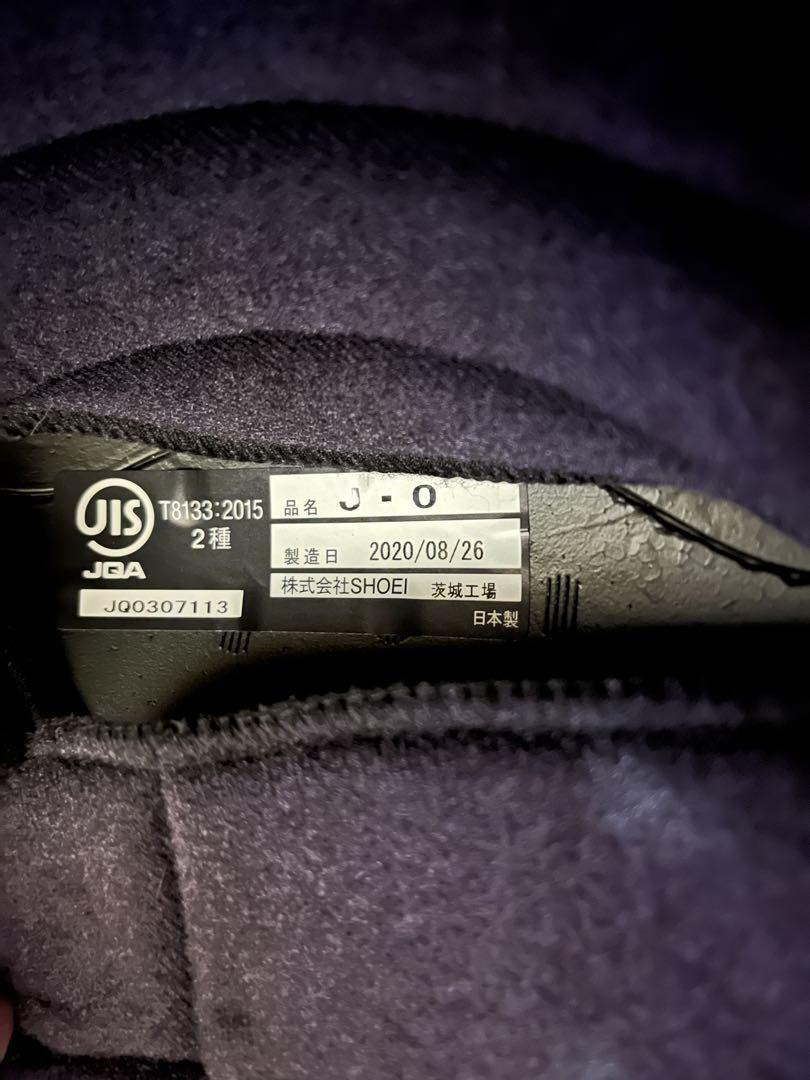 JIS
T8133:2015
2種
JQA
JQ0307113
品名 J-O
製造日 2020/08/26
株式会社SHOEI 茨城工場
日本製